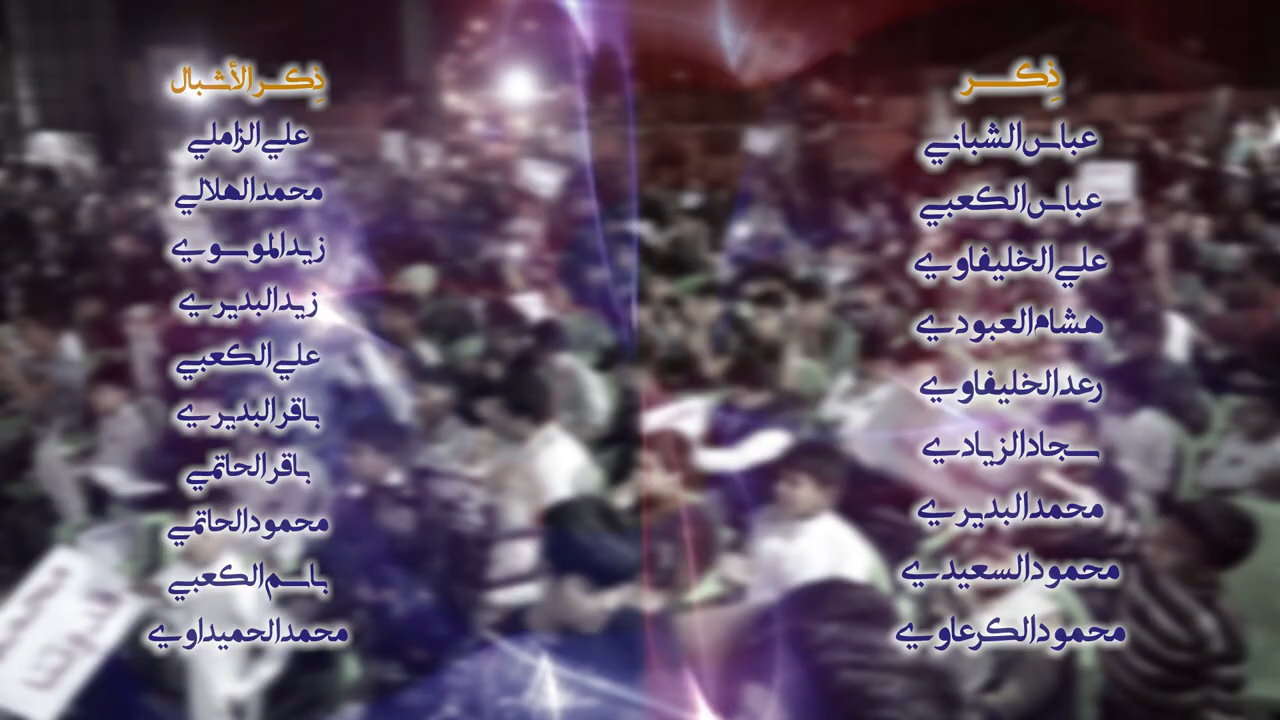 ذِكر
عباس الشباني
عباس الكعبي
علي الخليفاوي
هشام العبودي
رعد الخليفاوي
سجاد الزيادي
محمد البديري
محمود السعيدي
محمود الكرعاوي
ذِكر الأشبال
علي الزاملي
محمد الهلالي
زيد الموسوي
زيد البديري
علي الكعبي
باقر البديري
باقر الحاتمي
محمود الحاتمي
باسم الكعبي
محمد الحميداوي